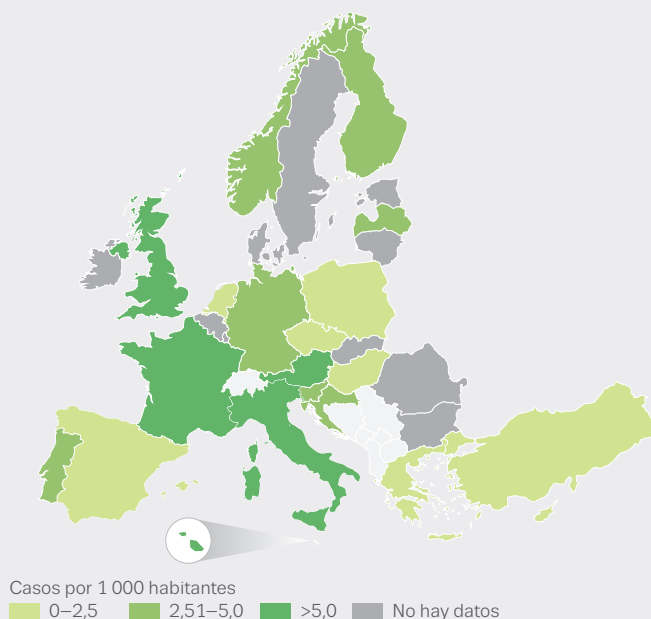 Casos por 1 000 habitantes
0–2,5 2,51–5,0 >5,0 No hay datos